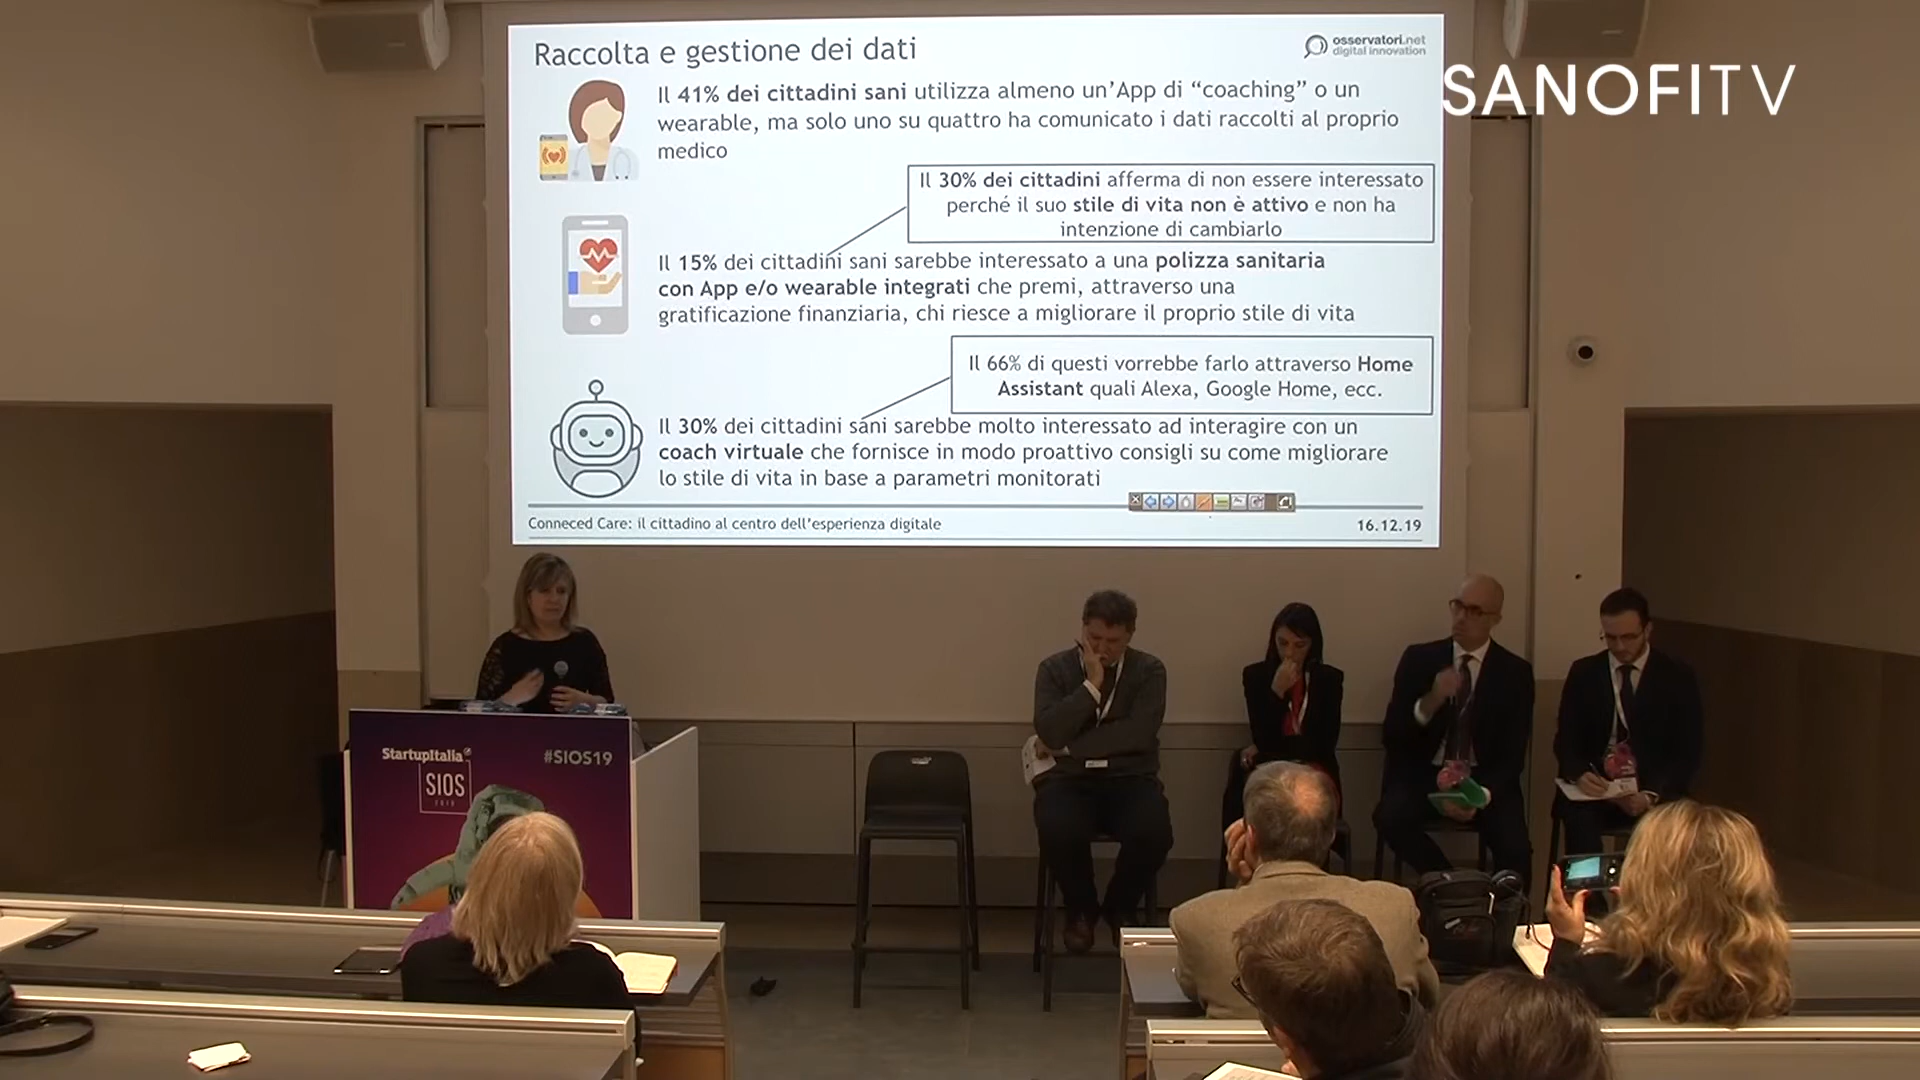 Raccolta e gestione dei dati
osservatori.net
digital innovation
SANOFITV
Il 41% dei cittadini sani utilizza almeno un'App di “coaching” o un
wearable, ma solo uno su quattro ha comunicato i dati raccolti al proprio
medico
Il 30% dei cittadini afferma di non essere interessato
perché il suo stile di vita non è attivo e non ha
intenzione di cambiarlo
Il 15% dei cittadini sani sarebbe interessato a una polizza sanitaria
con App e/o wearable integrati che premi, attraverso una
gratificazione finanziaria, chi riesce a migliorare il proprio stile di vita
Il 66% di questi vorrebbe farlo attraverso Home
Assistant quali Alexa, Google Home, ecc.
Il 30% dei cittadini sani sarebbe molto interessato ad interagire con un
coach virtuale che fornisce in modo proattivo consigli su come migliorare
lo stile di vita in base a parametri monitorati
Conneced Care: il cittadino al centro dell'esperienza digitale
16.12.19
StartupItalia
#SIOS19
SIOS
2019